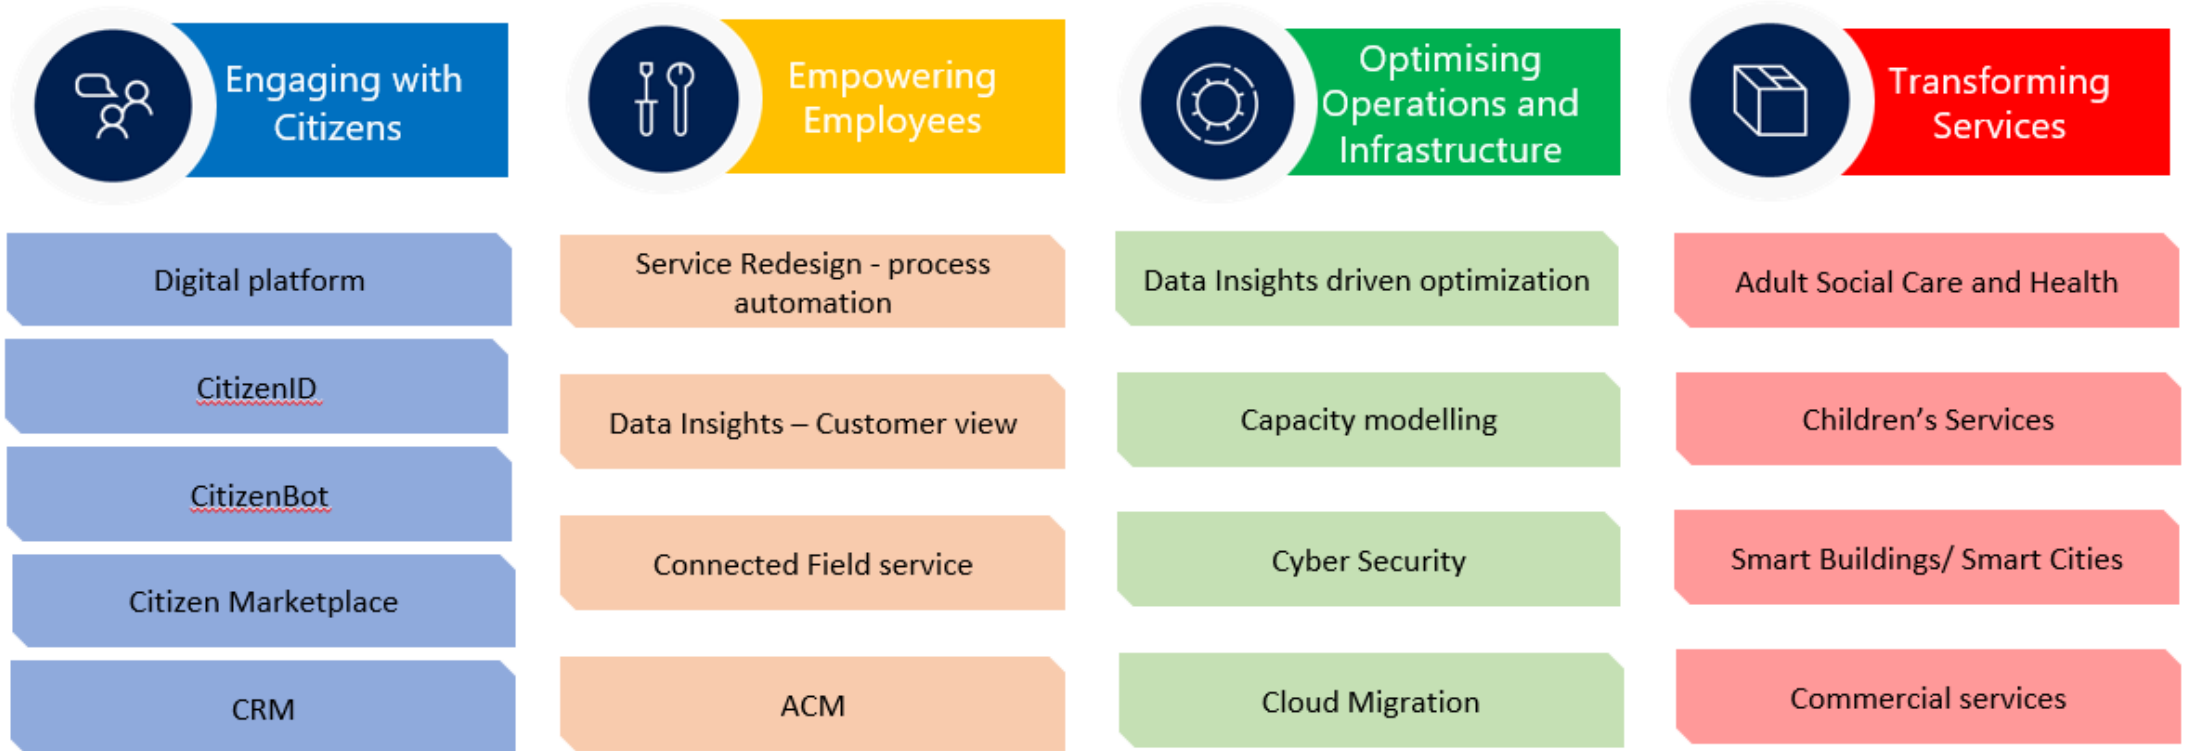 Engaging with
Citizens
Digital platform
CitizenID
CitizenBot
Citizen Marketplace
CRM
Empowering
Employees
Service Redesign - process
automation
Data Insights – Customer view
Connected Field service
ACM
Optimising
Operations and
Infrastructure
Data Insights driven optimization
Capacity modelling
Cyber Security
Cloud Migration
Transforming
Services
Adult Social Care and Health
Children’s Services
Smart Buildings/ Smart Cities
Commercial services